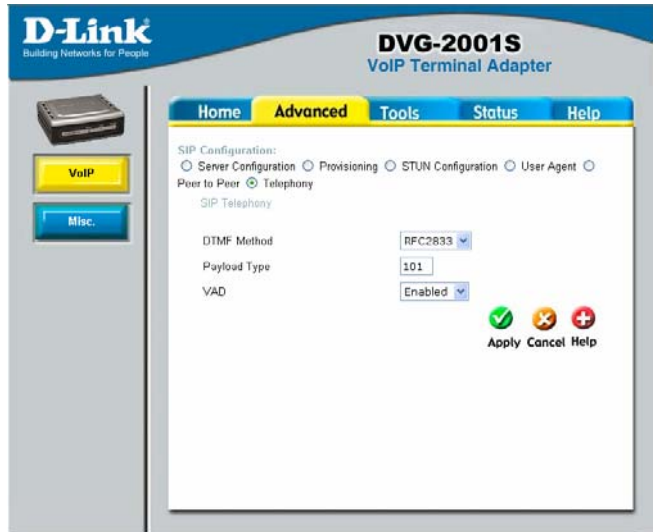 D-Link
Building Networks for People
DVG-2001S
VoIP Terminal Adapter
Home Advanced Tools Status Help
VoIP
Misc.
SIP Configuration:
Server Configuration Provisioning STUN Configuration User Agent
Peer to Peer Telephony
SIP Telephony
DTMF Method RFC2833
Payload Type 101
VAD Enabled
Apply Cancel Help